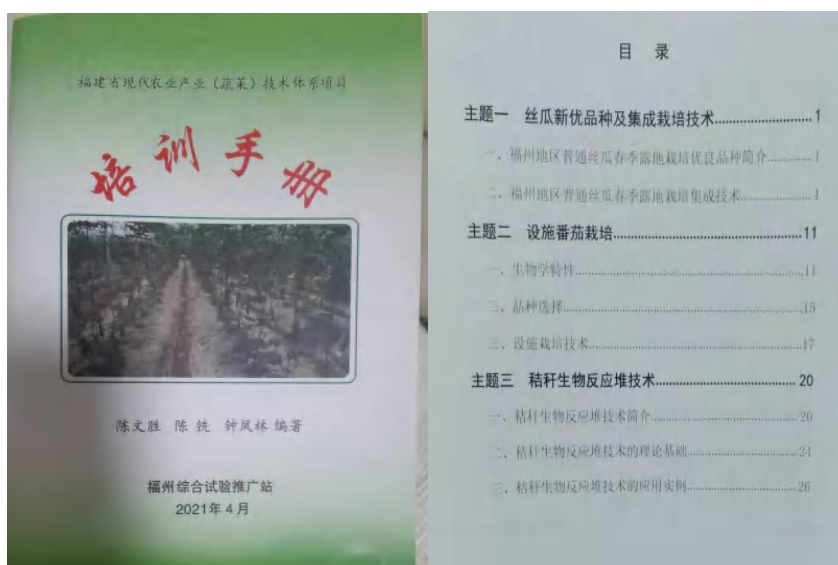 福建省现代农业产业（蔬菜）技术体系项目
培训手册
陈文胜 陈铣 钟凤林 编著
福州综合试验推广站
2021年4月
目 录
主题一 丝瓜新优品种及集成栽培技术..........................1
一、福州地区普通丝瓜春季露地栽培优良品种简介............1
二、福州地区普通丝瓜春季露地栽培集成技术..................4
主题二 设施番茄栽培..............................................11
一、生物学特性......................................................11
二、品种选择.........................................................15
三、设施栽培技术...................................................17
主题三 秸秆生物反应堆技术.....................................20
一、秸秆生物反应堆技术简介....................................20
二、秸秆生物反应堆技术的理论基础...........................24
三、秸秆生物反应堆技术的应用实例...........................26